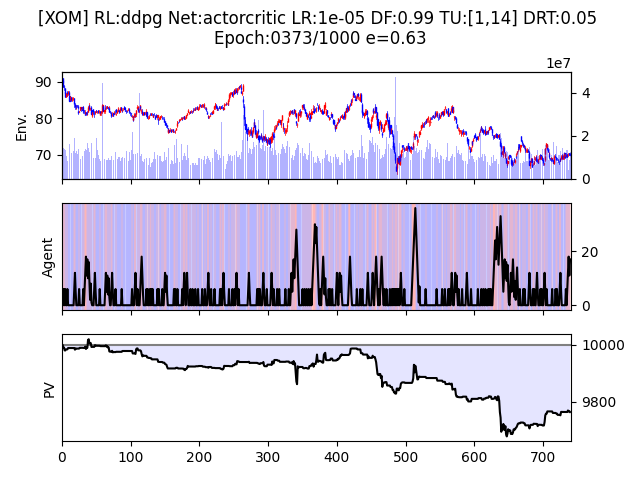 [XOM] RL:ddpg Net:actorcritic LR:1e-05 DF:0.99 TU:[1,14] DRT:0.05
Epoch:0373/1000 e=0.63
1e7
90
80
70
Env.
4
2
0
Agent
20
0
PV
10000
9800
0 100 200 300 400 500 600 700